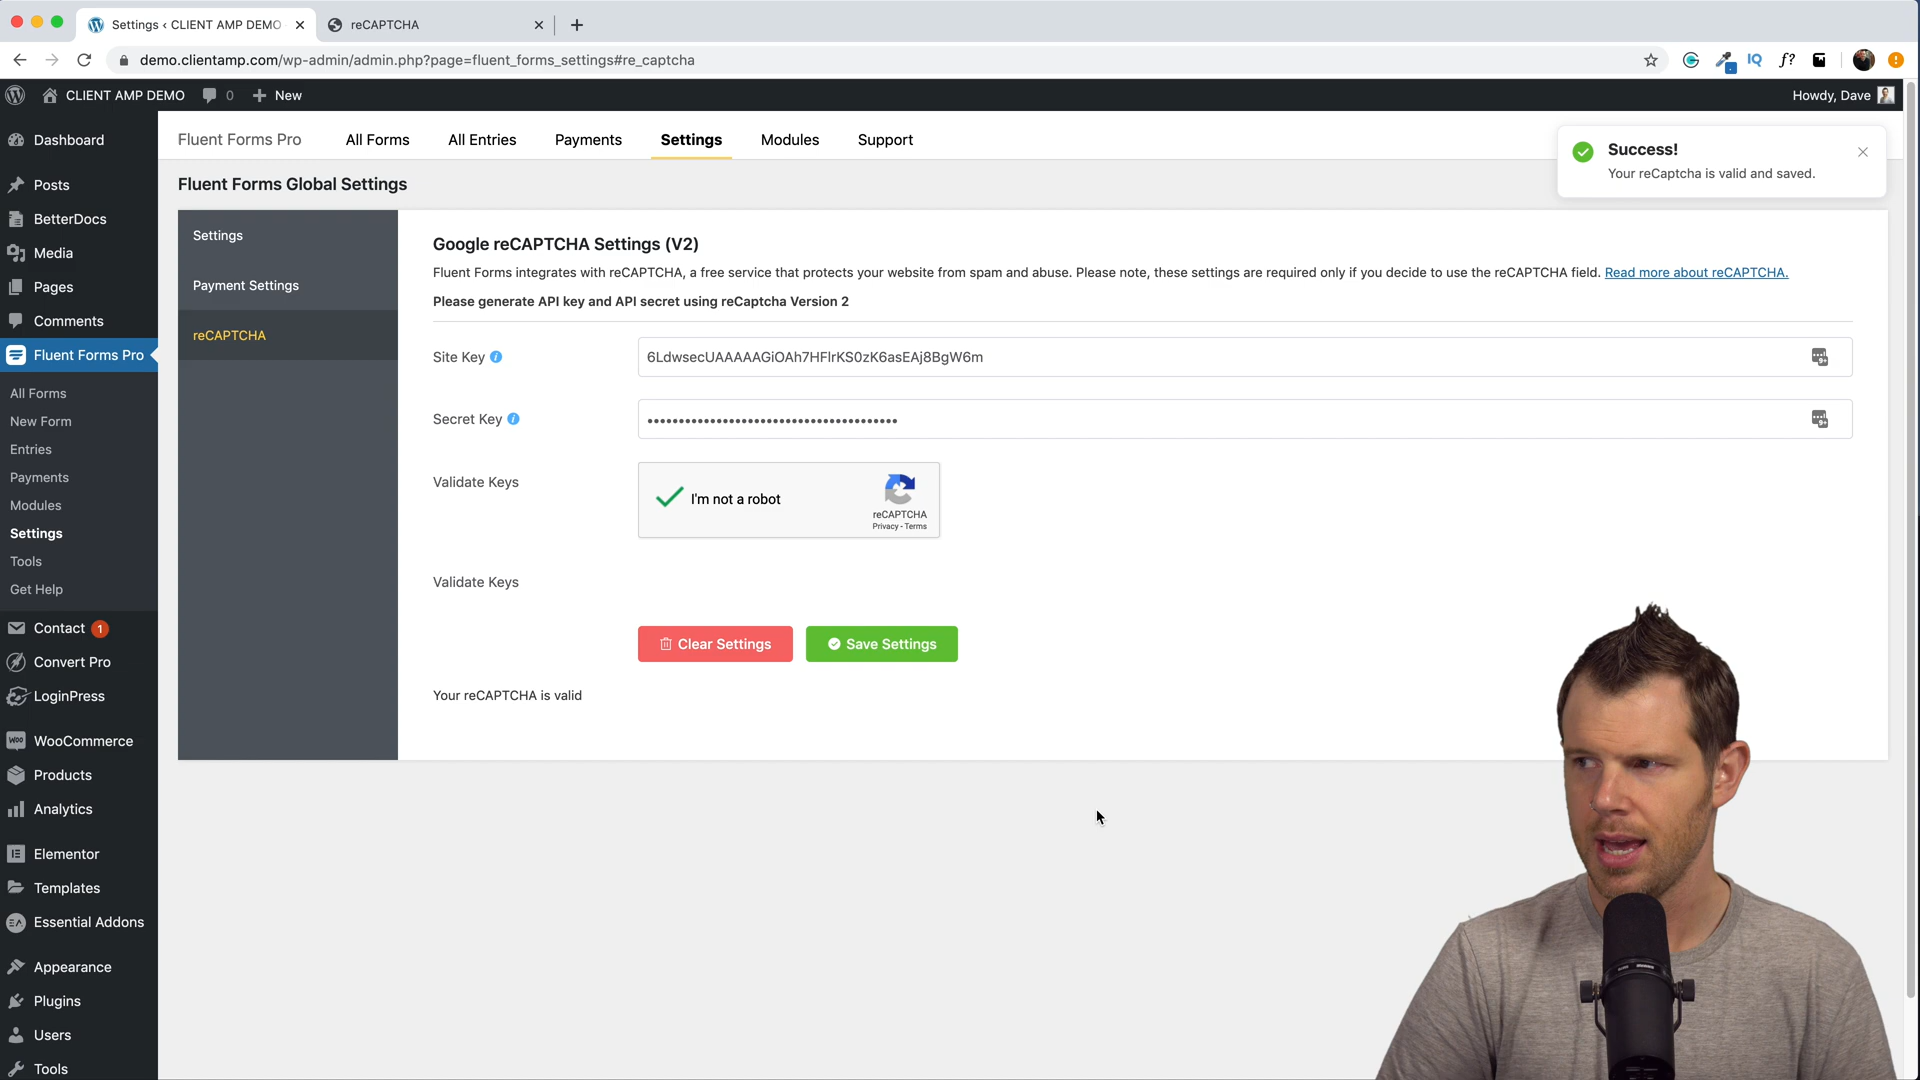 Settings ‹ CLIENT AMP DEMO
reCAPTCHA
demo.clientamp.com/wp-admin/admin.php?page=fluent_forms_settings#re_captcha
IQ
f?
CLIENT AMP DEMO
0
New
Howdy, Dave
Dashboard
Posts
BetterDocs
Media
Pages
Comments
Fluent Forms Pro
All Forms
New Form
Entries
Payments
Modules
Settings
Tools
Get Help
Contact 1
Convert Pro
LoginPress
WooCommerce
Products
Analytics
Elementor
Templates
Essential Addons
Appearance
Plugins
Users
Tools
Fluent Forms Pro
All Forms
All Entries
Payments
Settings
Modules
Support
Success!
Your reCaptcha is valid and saved.
Fluent Forms Global Settings
Settings
Payment Settings
reCAPTCHA
Google reCAPTCHA Settings (V2)
Fluent Forms integrates with reCAPTCHA, a free service that protects your website from spam and abuse. Please note, these settings are required only if you decide to use the reCAPTCHA field. Read more about reCAPTCHA.
Please generate API key and API secret using reCaptcha Version 2
Site Key
6LdwsecUAAAAAGiOAh7HFlrKS0zK6asEAj8BgW6m
Secret Key
••••••••••••••••••••••••••••••••••••••••
Validate Keys
I'm not a robot
reCAPTCHA
Privacy - Terms
Validate Keys
Clear Settings
Save Settings
Your reCAPTCHA is valid